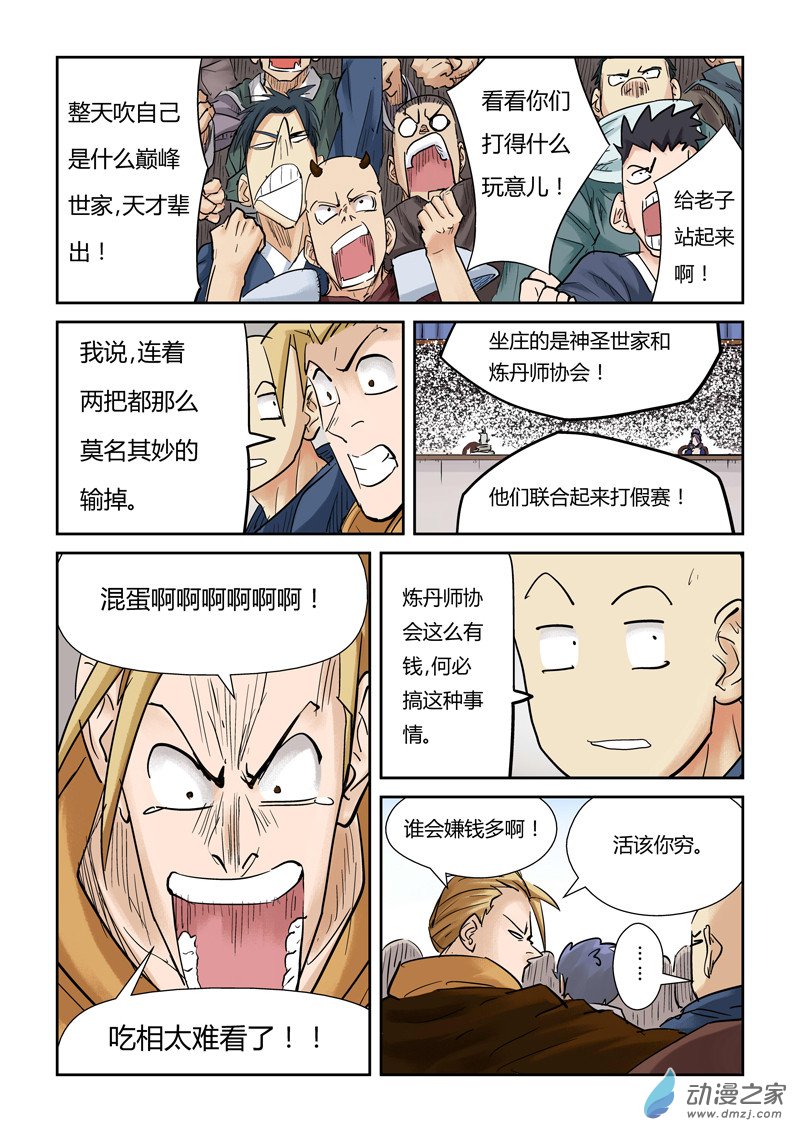 整天吹自己
是什么巅峰
世家,天才辈
出！
看看你们
打得什么
玩意儿！
给老子
站起来
啊！
我说,连着
两把都那么
莫名其妙的
输掉。
坐庄的是神圣世家和
炼丹师协会！
他们联合起来打假赛！
混蛋啊啊啊啊啊啊！
吃相太难看了！！
炼丹师协
会这么有
钱,何必
搞这种事
情。
谁会嫌钱多啊！
活该你穷。
……
……
动漫之家
www.dmzj.com